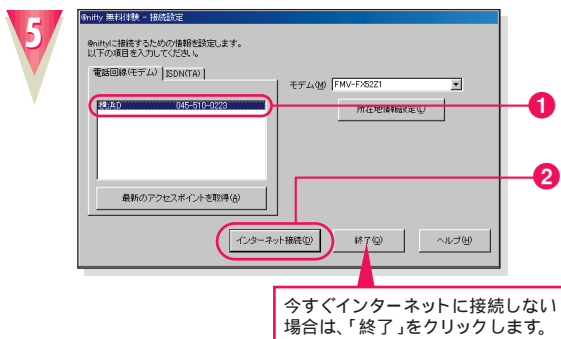 5
@nifty 無料体験 - 接続設定
@niftyに接続するための情報を設定します。
以下の項目を入力してください。
電話回線(モデム) ISDN(TA)
モデム(M) FMV-FX52Z1
横浜D 045-510-0223
所在地情報設定(L)
1
最新のアクセスポイントを取得(A)
2
インターネット接続(D) 終了(Q) ヘルプ(H)
今すぐインターネットに接続しない
場合は、「終了」をクリックします。